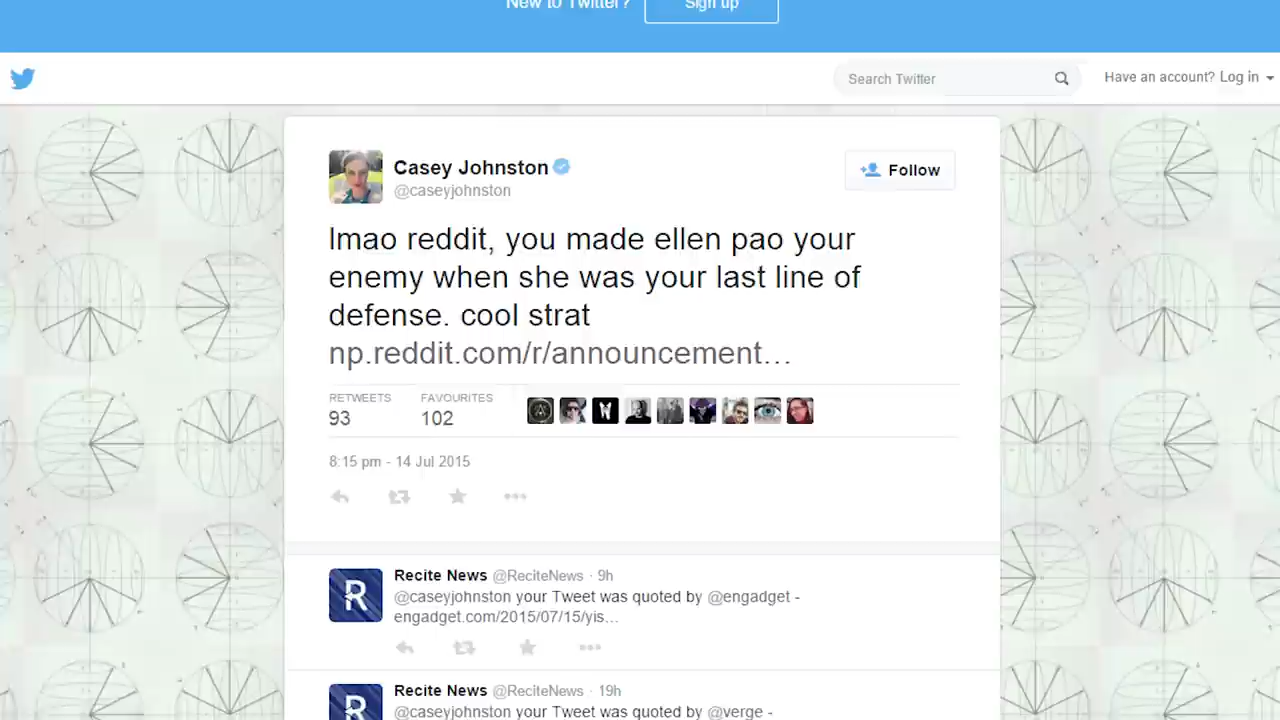 New to Twitter? Sign up
Search Twitter Have an account? Log in
Casey Johnston Follow
@caseyjohnston
lmao reddit, you made ellen pao your
enemy when she was your last line of
defense. cool strat
np.reddit.com/r/announcement…
RETWEETS FAVOURITES
93 102
8:15 pm - 14 Jul 2015
R
Recite News @ReciteNews · 9h
@caseyjohnston your Tweet was quoted by @engadget -
engadget.com/2015/07/15/yis…
R
Recite News @ReciteNews · 19h
@caseyjohnston your Tweet was quoted by @verge -